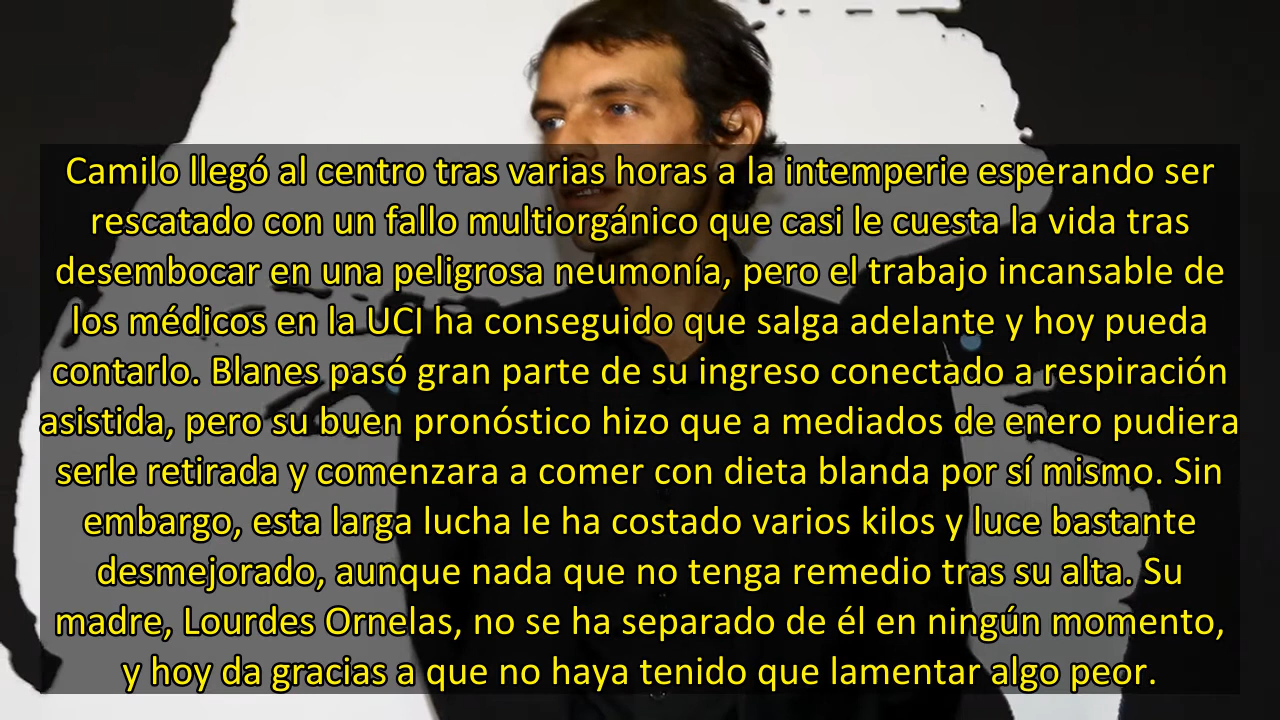 Camilo llegó al centro tras varias horas a la intemperie esperando ser
rescatado con un fallo multiorgánico que casi le cuesta la vida tras
desembocar en una peligrosa neumonía, pero el trabajo incansable de
los médicos en la UCI ha conseguido que salga adelante y hoy pueda
contarlo. Blanes pasó gran parte de su ingreso conectado a respiración
asistida, pero su buen pronóstico hizo que a mediados de enero pudiera
serle retirada y comenzara a comer con dieta blanda por sí mismo. Sin
embargo, esta larga lucha le ha costado varios kilos y luce bastante
desmejorado, aunque nada que no tenga remedio tras su alta. Su
madre, Lourdes Ornelas, no se ha separado de él en ningún momento,
y hoy da gracias a que no haya tenido que lamentar algo peor.